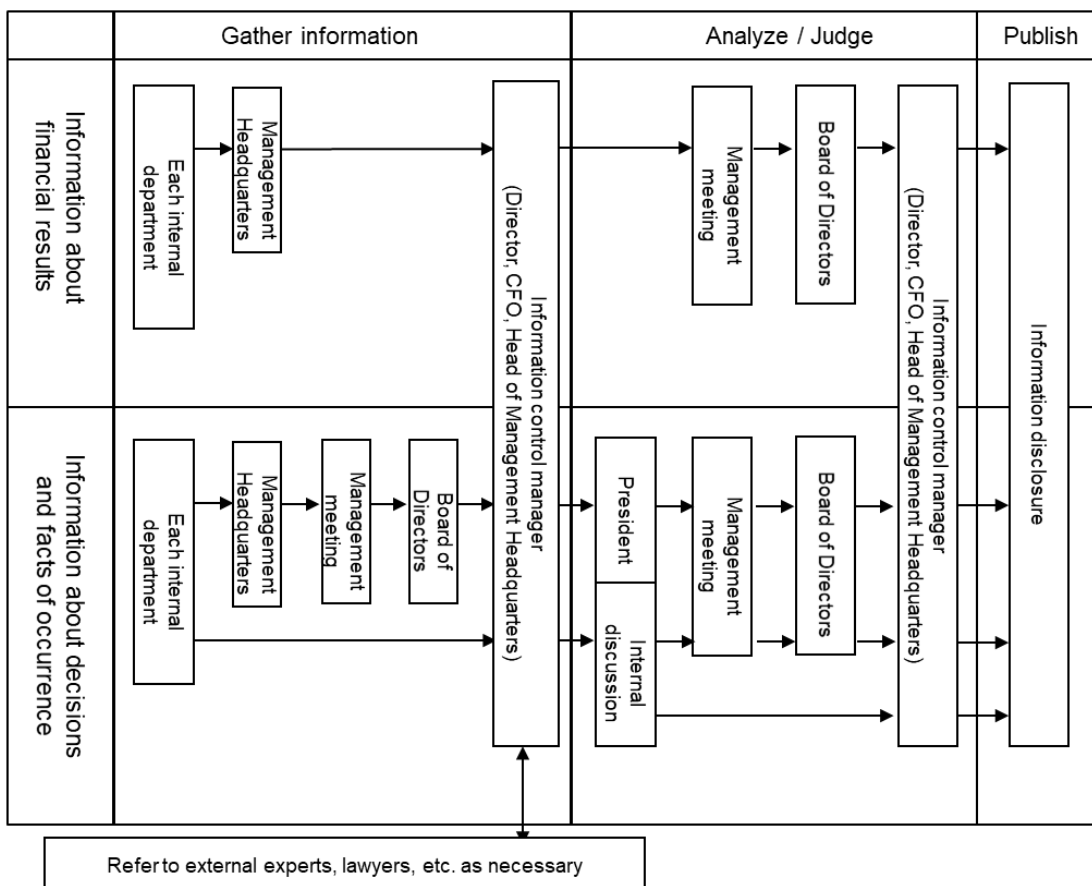 Gather information
Analyze / Judge
Publish
Information about
financial results
Each internal
department
Management
Headquarters
Information control manager
(Director, CFO, Head of Management Headquarters)
Management
meeting
Board of Directors
Information control manager
(Director, CFO, Head of Management Headquarters)
Information disclosure
Information about decisions
and facts of occurrence
Each internal
department
Management
Headquarters
Management
meeting
Board of
Directors
President
Internal
discussion
Management
meeting
Board of Directors
Refer to external experts, lawyers, etc. as necessary